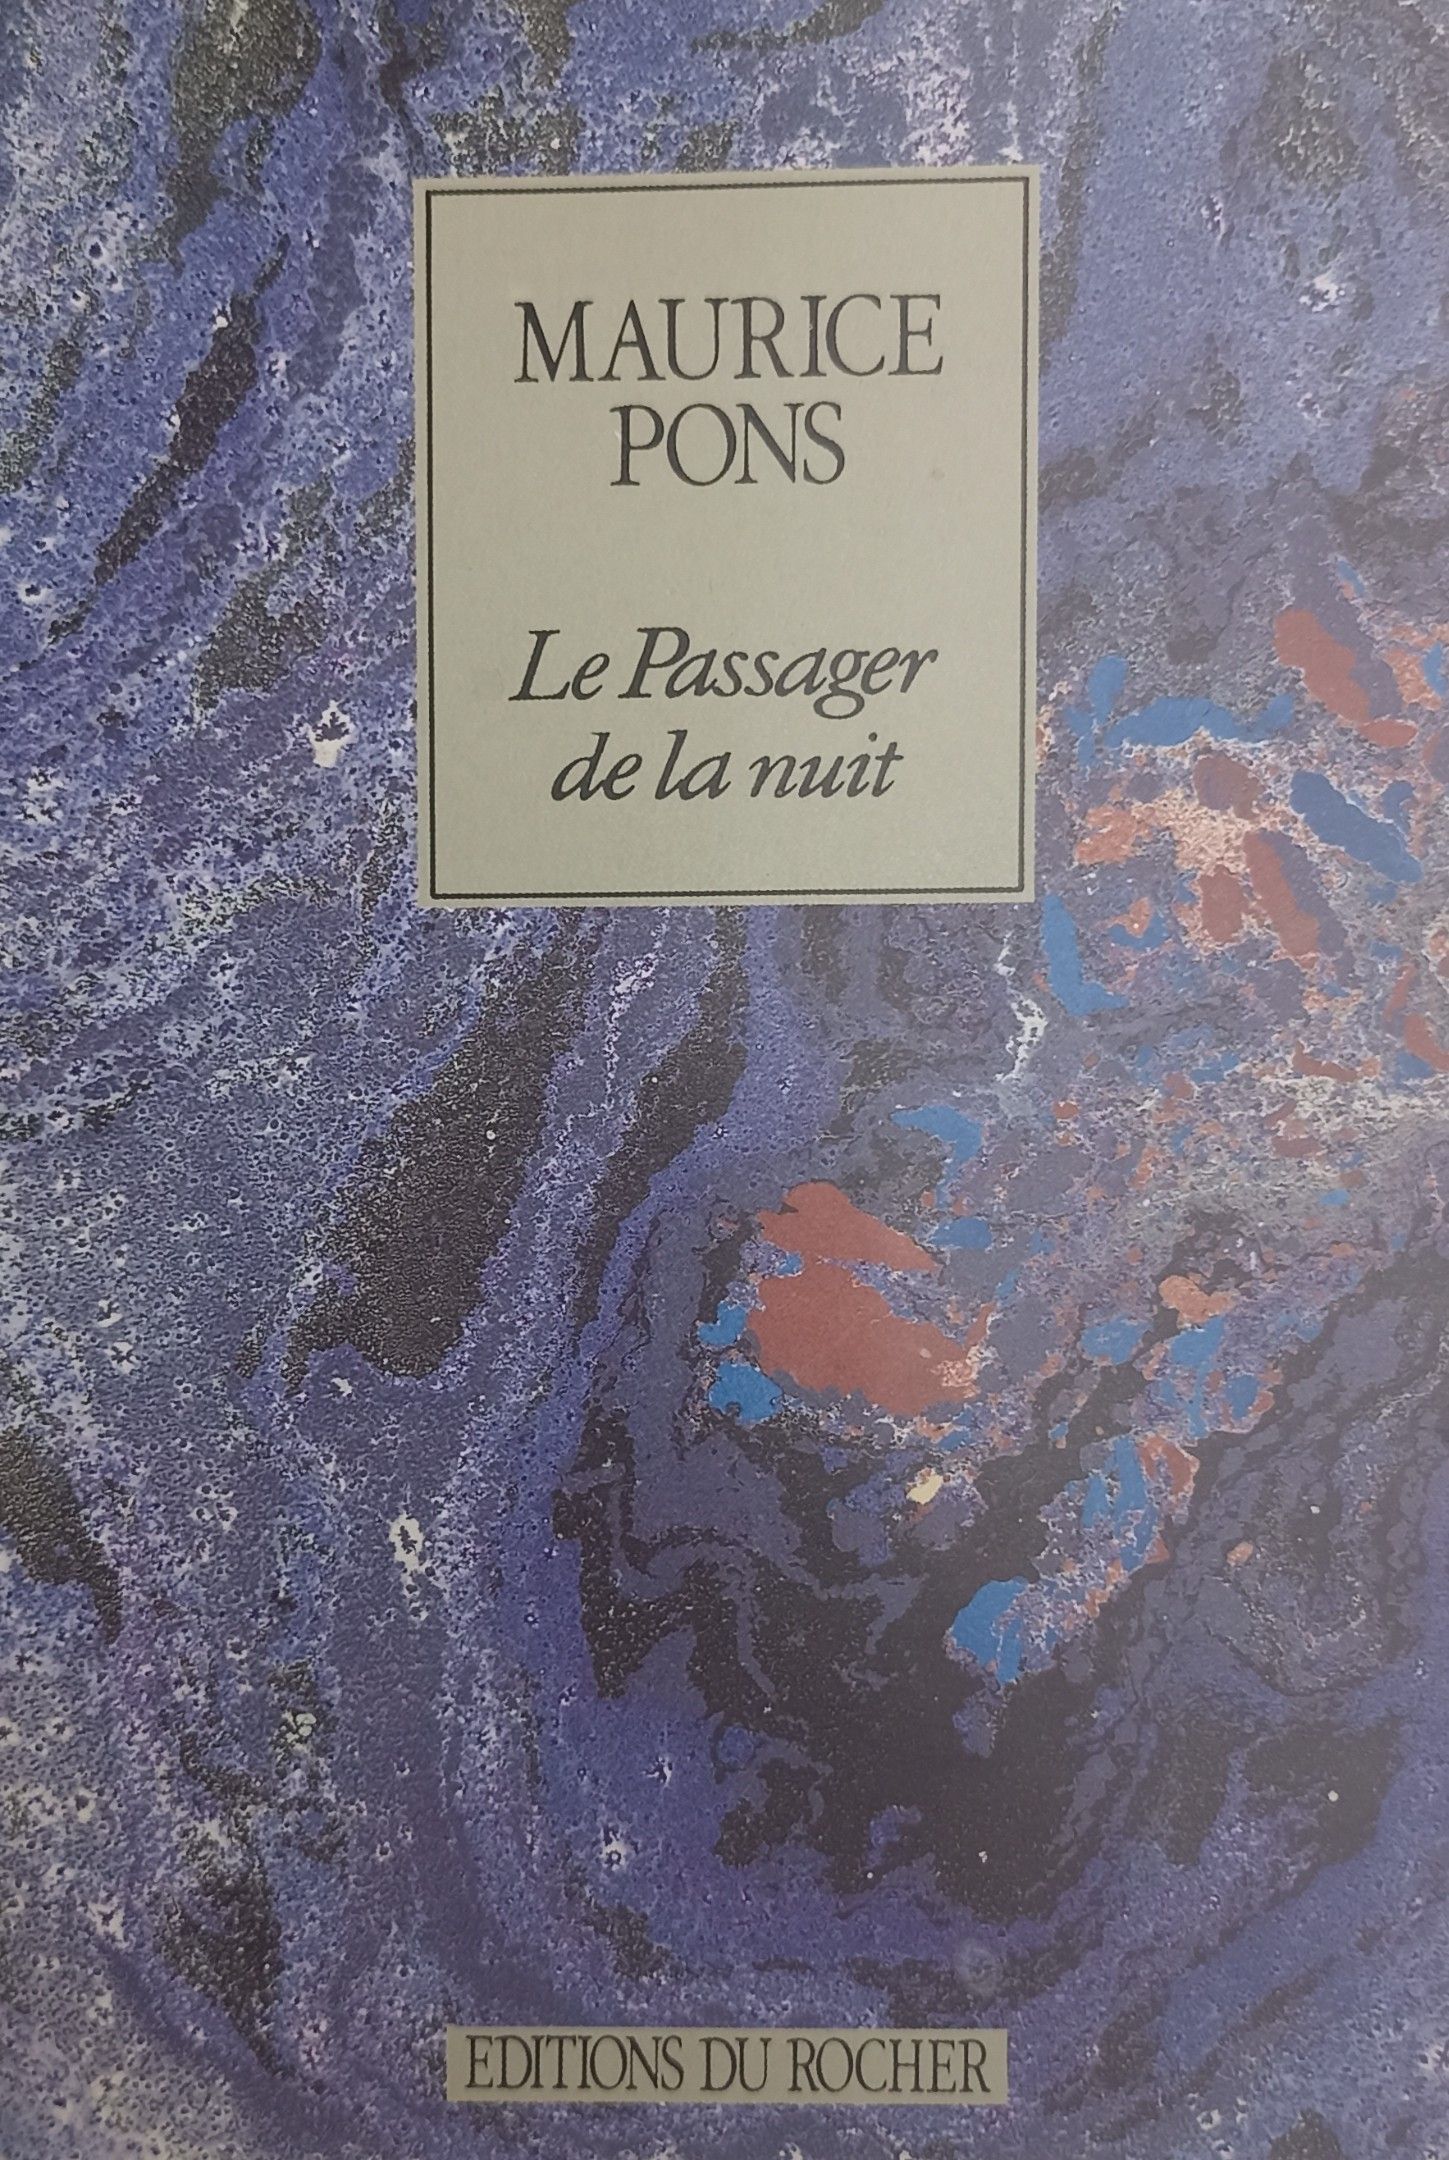 MAURICE
PONS
Le Passager
de la nuit
EDITIONS DU ROCHER